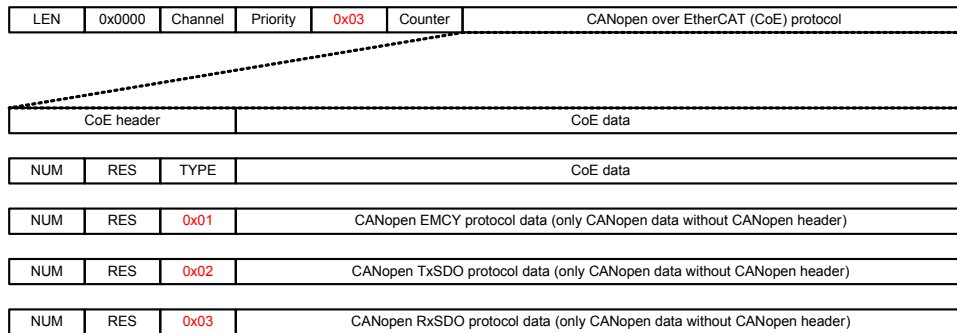 LEN 0x0000 Channel Priority 0x03 Counter CANopen over EtherCAT (CoE) protocol
CoE header CoE data
NUM RES TYPE CoE data
NUM RES 0x01 CANopen EMCY protocol data (only CANopen data without CANopen header)
NUM RES 0x02 CANopen TxSDO protocol data (only CANopen data without CANopen header)
NUM RES 0x03 CANopen RxSDO protocol data (only CANopen data without CANopen header)